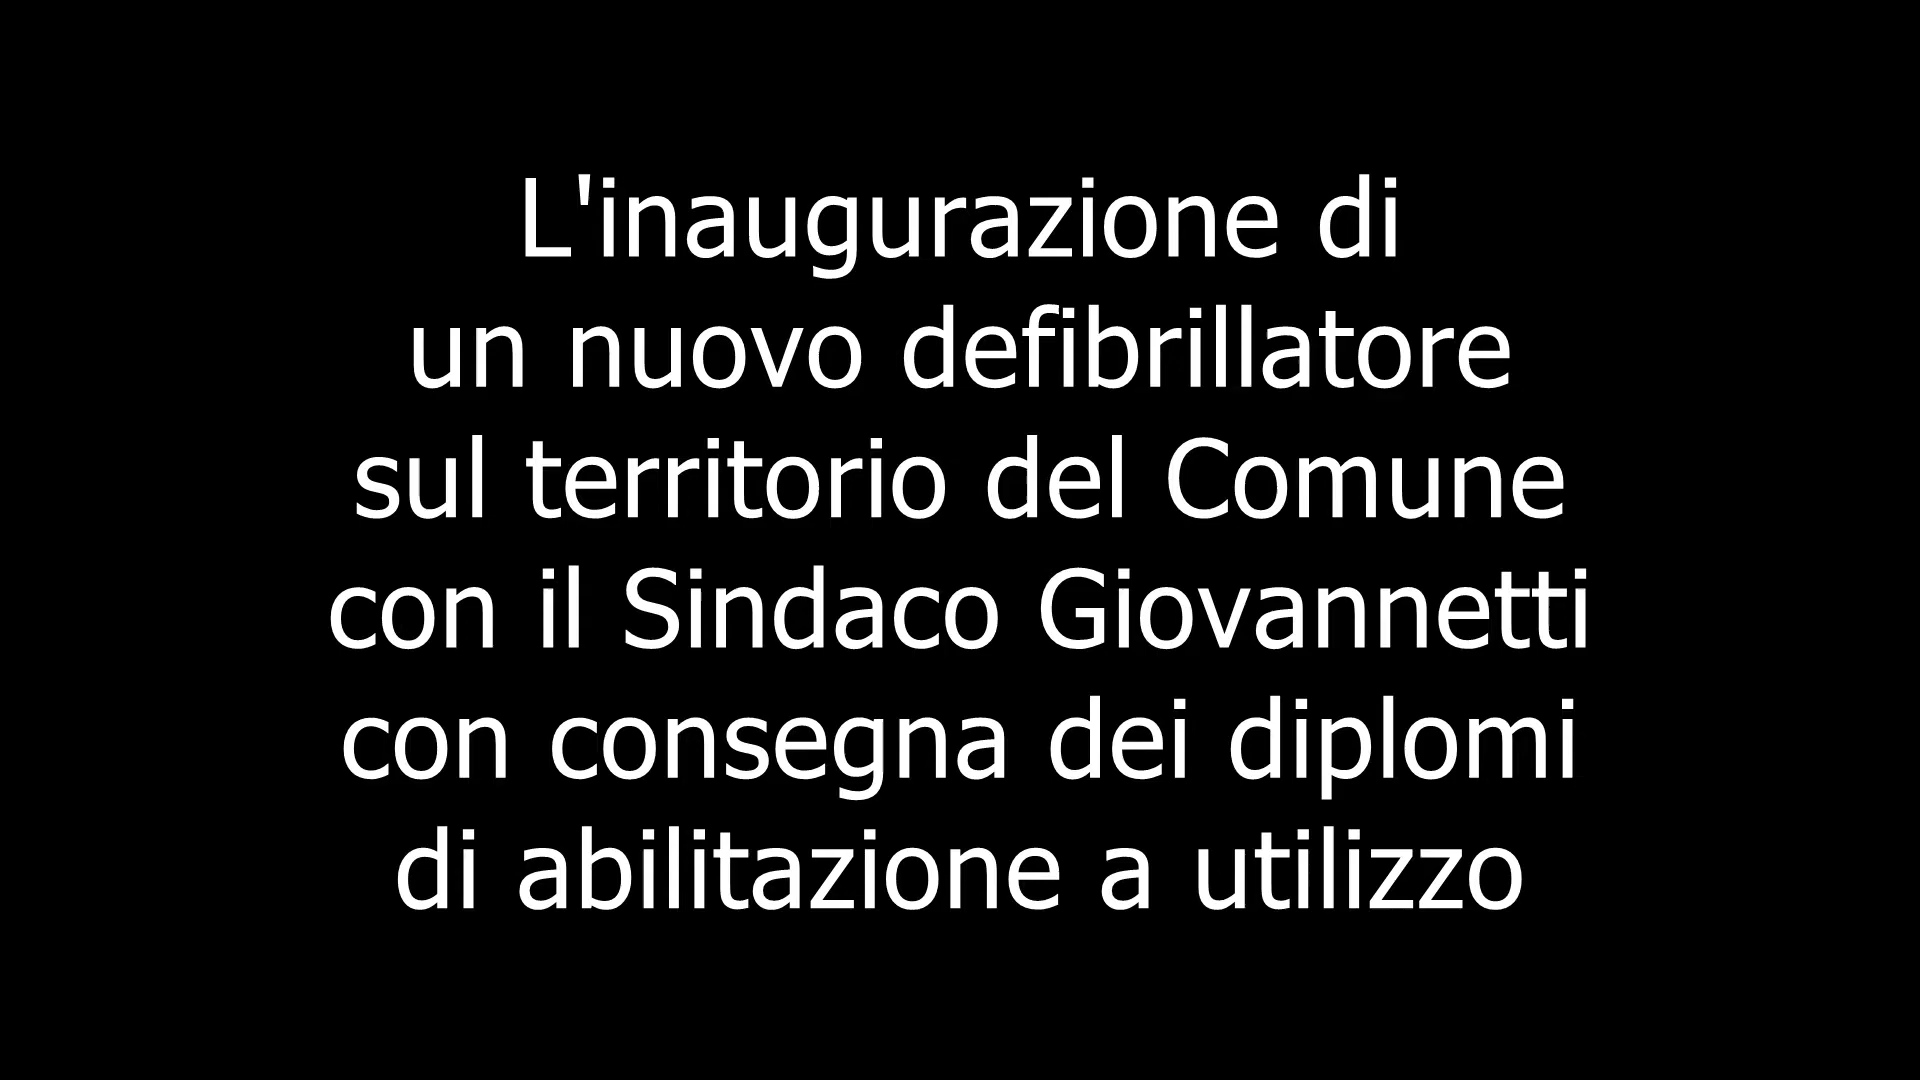 L'inaugurazione di
un nuovo defibrillatore
sul territorio del Comune
con il Sindaco Giovannetti
con consegna dei diplomi
di abilitazione a utilizzo